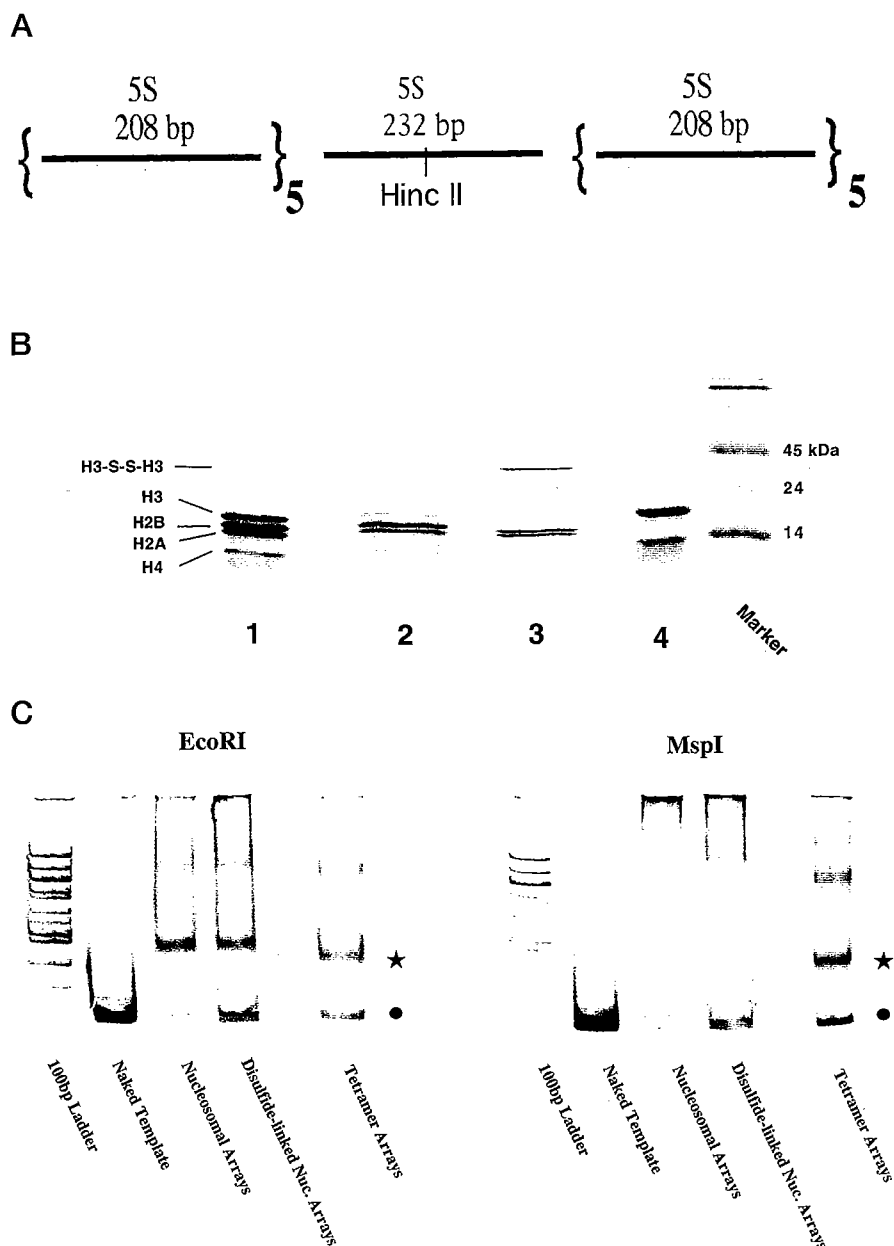 A
5S 5S 5S
208 bp 232 bp 208 bp
{ } { }
5 5
Hinc II
B
H3-S-S-H3
H3
H2B
H2A
H4
45 kDa
24
14
1 2 3 4 Marker
C
EcoRI MspI
★ ★
● ●
100bp Ladder
Naked Template
Nucleosomal Arrays
Disulfide-linked Nuc. Arrays
Tetramer Arrays
100bp Ladder
Naked Template
Nucleosomal Arrays
Disulfide-linked Nuc. Arrays
Tetramer Arrays